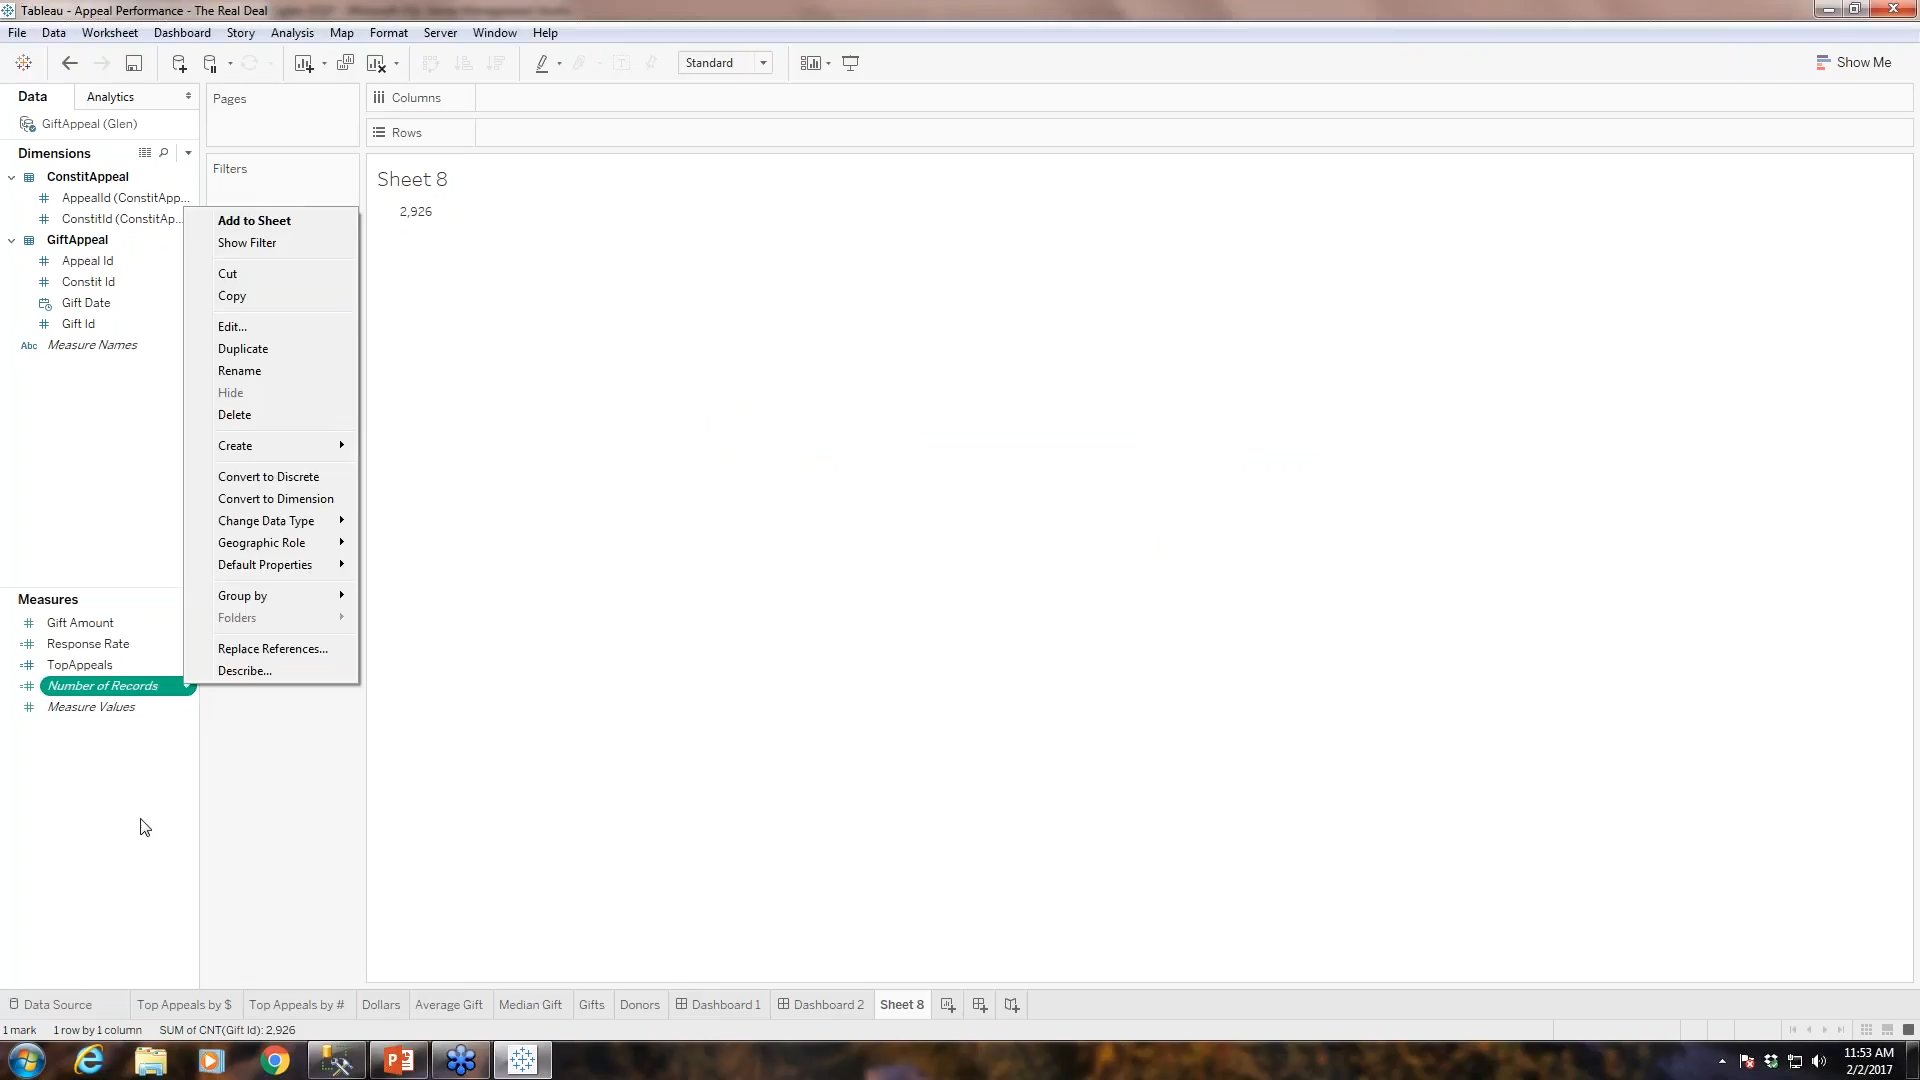 Tableau - Appeal Performance - The Real Deal
File Data Worksheet Dashboard Story Analysis Map Format Server Window Help
Standard
Show Me
Data
Analytics
Pages
Columns
GiftAppeal (Glen)
Rows
Dimensions
Filters
ConstitAppeal
AppealId (ConstitApp...
ConstitId (ConstitAp...
GiftAppeal
Appeal Id
Constit Id
Gift Date
Gift Id
Abc Measure Names
Sheet 8
2,926
Add to Sheet
Show Filter
Cut
Copy
Edit...
Duplicate
Rename
Hide
Delete
Create
Convert to Discrete
Convert to Dimension
Change Data Type
Geographic Role
Default Properties
Group by
Folders
Replace References...
Describe...
Measures
Gift Amount
Response Rate
TopAppeals
Number of Records
Measure Values
Data Source Top Appeals by $ Top Appeals by # Dollars Average Gift Median Gift Gifts Donors Dashboard 1 Dashboard 2 Sheet 8
1 mark 1 row by 1 column SUM of CNT(Gift Id): 2,926
11:53 AM
2/2/2017